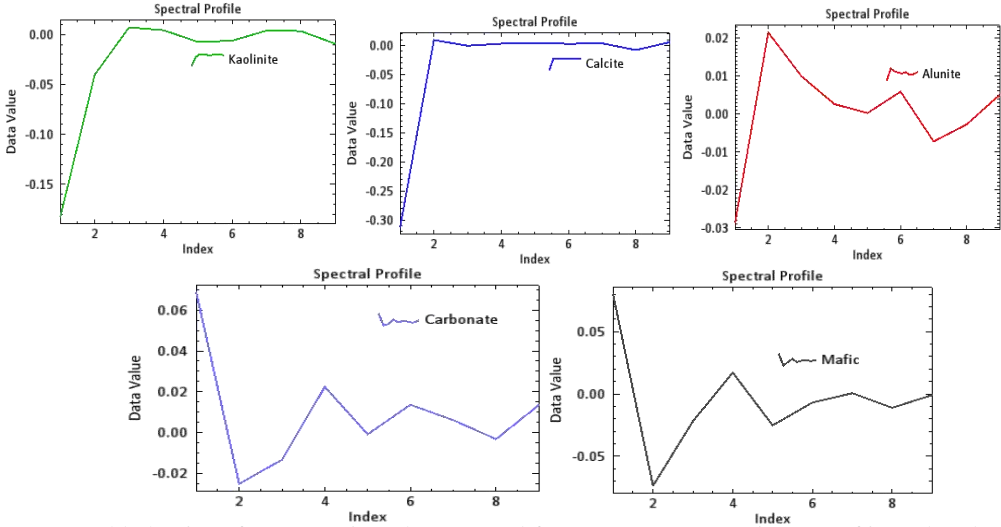 Spectral Profile
0.00
-0.05
-0.10
-0.15
Data Value
Kaolinite
2 4 6 8
Index
Spectral Profile
0.00
-0.05
-0.10
-0.15
-0.20
-0.25
-0.30
Data Value
Calcite
2 4 6 8
Index
Spectral Profile
0.02
0.01
0.00
-0.01
-0.02
-0.03
Data Value
Alunite
2 4 6 8
Index
Spectral Profile
0.06
0.04
0.02
0.00
-0.02
Data Value
Carbonate
2 4 6 8
Index
Spectral Profile
0.05
0.00
-0.05
Data Value
Mafic
2 4 6 8
Index